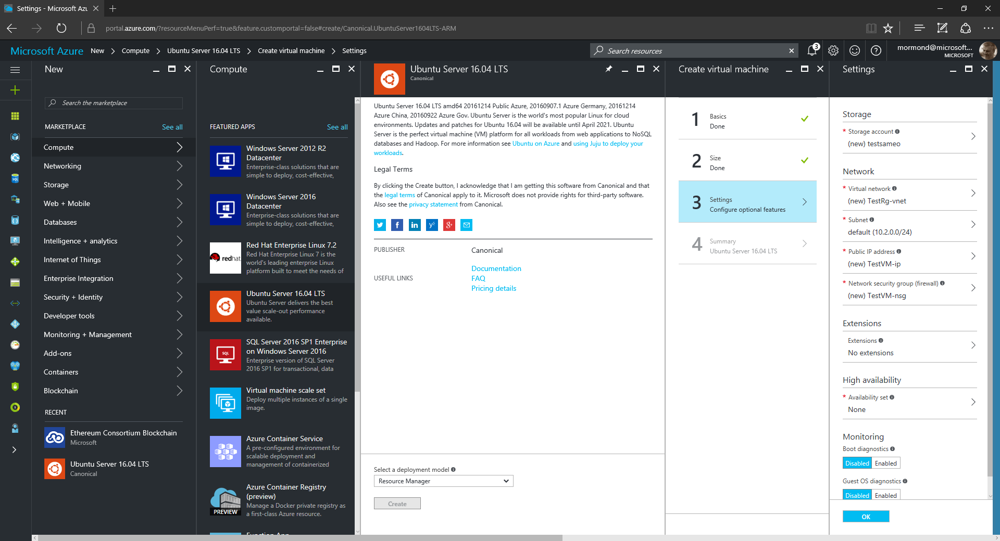 Settings - Microsoft Azu
portal.azure.com/?resourceMenuPerf=true&feature.customportal=false#create/Canonical.UbuntuServer1604LTS-ARM
Microsoft Azure New Compute Ubuntu Server 16.04 LTS Create virtual machine Settings
Search resources
3
mormond@microsoft...
MICROSOFT
New
Search the marketplace
MARKETPLACE See all
Compute
Networking
Storage
Web + Mobile
Databases
Intelligence + analytics
Internet of Things
Enterprise Integration
Security + Identity
Developer tools
Monitoring + Management
Add-ons
Containers
Blockchain
RECENT
Ethereum Consortium Blockchain
Microsoft
Ubuntu Server 16.04 LTS
Canonical
Compute
FEATURED APPS See all
Windows Server 2012 R2
Datacenter
Enterprise-class solutions that are
simple to deploy, cost-effective,
Windows Server 2016
Datacenter
Enterprise-class solutions that are
simple to deploy, cost-effective,
redhat
Red Hat Enterprise Linux 7.2
Red Hat Enterprise Linux 7 is the
world's leading enterprise Linux
platform built to meet the needs of
Ubuntu Server 16.04 LTS
Ubuntu Server delivers the best
value scale-out performance
available.
SQL
SQL Server 2016 SP1 Enterprise
on Windows Server 2016
Enterprise version of SQL Server
2016 SP1 for transactional, data
Virtual machine scale set
Deploy multiple instances of a single
image.
Azure Container Service
A pre-configured environment for
scalable deployment and
management of containerized
PREVIEW
Azure Container Registry
(preview)
Manage a Docker private registry as
a first-class Azure resource.
Function App
Ubuntu Server 16.04 LTS
Canonical
Ubuntu Server 16.04 LTS amd64 20161214 Public Azure, 20160907.1 Azure Germany, 20161214
Azure China, 20160922 Azure Gov. Ubuntu Server is the world's most popular Linux for cloud
environments. Updates and patches for Ubuntu 16.04 will be available until April 2021. Ubuntu
Server is the perfect virtual machine (VM) platform for all workloads from web applications to NoSQL
databases and Hadoop. For more information see Ubuntu on Azure and using Juju to deploy your
workloads.
Legal Terms
By clicking the Create button, I acknowledge that I am getting this software from Canonical and that
the legal terms of Canonical apply to it. Microsoft does not provide rights for third-party software.
Also see the privacy statement from Canonical.
PUBLISHER Canonical
USEFUL LINKS
Documentation
FAQ
Pricing details
Select a deployment model
Resource Manager
Create
Create virtual machine
1 Basics
Done
2 Size
Done
3 Settings
Configure optional features
4 Summary
Ubuntu Server 16.04 LTS
Settings
Storage
* Storage account
(new) testsameo
Network
* Virtual network
(new) TestRg-vnet
* Subnet
default (10.2.0.0/24)
* Public IP address
(new) TestVM-ip
* Network security group (firewall)
(new) TestVM-nsg
Extensions
Extensions
No extensions
High availability
* Availability set
None
Monitoring
Boot diagnostics
Disabled Enabled
Guest OS diagnostics
Disabled Enabled
OK